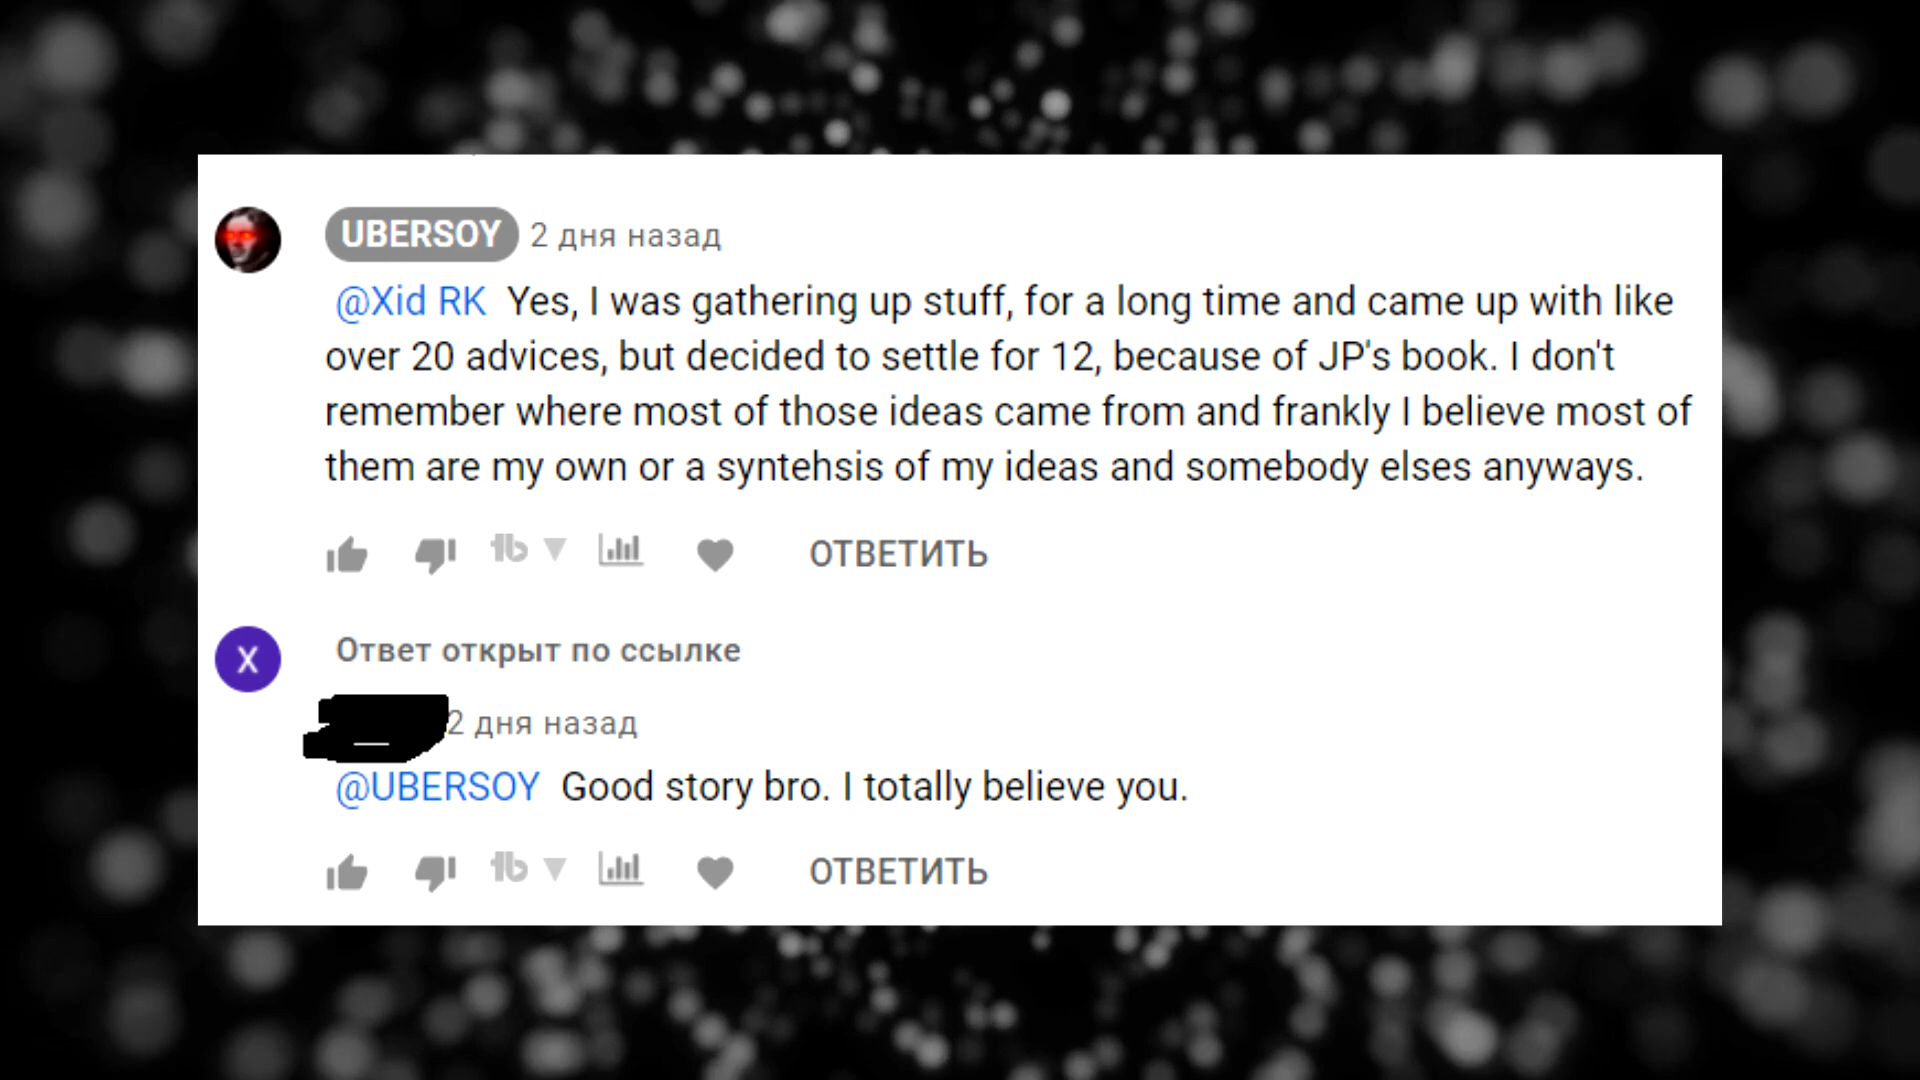 UBERSOY 2 дня назад
@Xid RK Yes, I was gathering up stuff, for a long time and came up with like
over 20 advices, but decided to settle for 12, because of JP's book. I don't
remember where most of those ideas came from and frankly I believe most of
them are my own or a syntehsis of my ideas and somebody elses anyways.
ОТВЕТИТЬ
X Ответ открыт по ссылке
2 дня назад
@UBERSOY Good story bro. I totally believe you.
ОТВЕТИТЬ